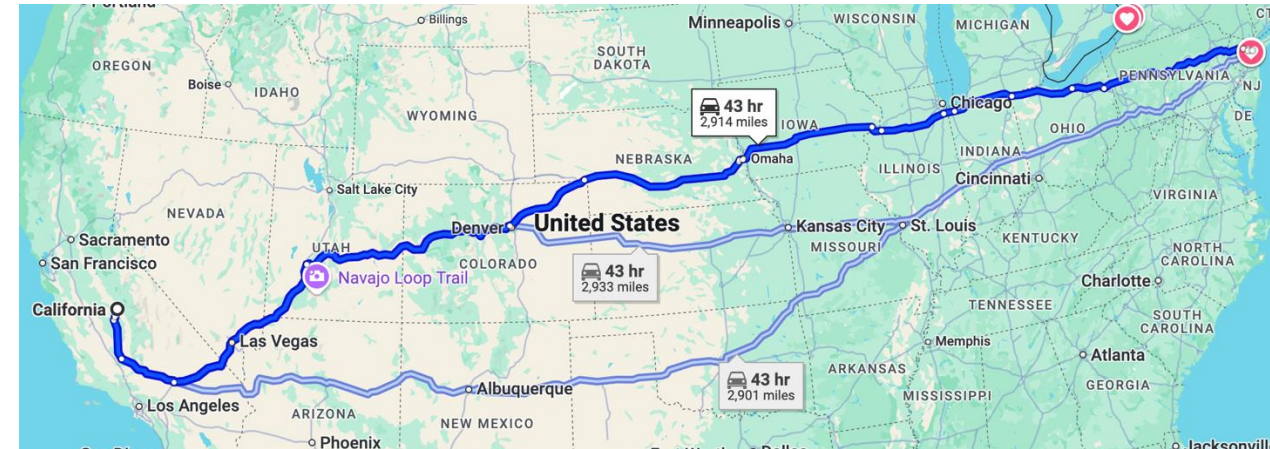 Portland
Billings
Minneapolis
WISCONSIN
MICHIGAN
CT
OREGON
SOUTH
DAKOTA
Boise
IDAHO
PENNSYLVANIA
NJ
43 hr
2,914 miles
Chicago
WYOMING
IOWA
OHIO
DE
NEBRASKA
Omaha
INDIANA
ILLINOIS
Salt Lake City
Cincinnati
VIRGINIA
NEVADA
Denver
United States
Kansas City
St. Louis
Sacramento
UTAH
MISSOURI
KENTUCKY
NORTH
CAROLINA
San Francisco
COLORADO
43 hr
2,933 miles
Navajo Loop Trail
Charlotte
California
TENNESSEE
SOUTH
CAROLINA
Las Vegas
Memphis
Atlanta
ARKANSAS
43 hr
2,901 miles
Albuquerque
GEORGIA
MISSISSIPPI
Los Angeles
ARIZONA
NEW MEXICO
Phoenix
Jacksonvill